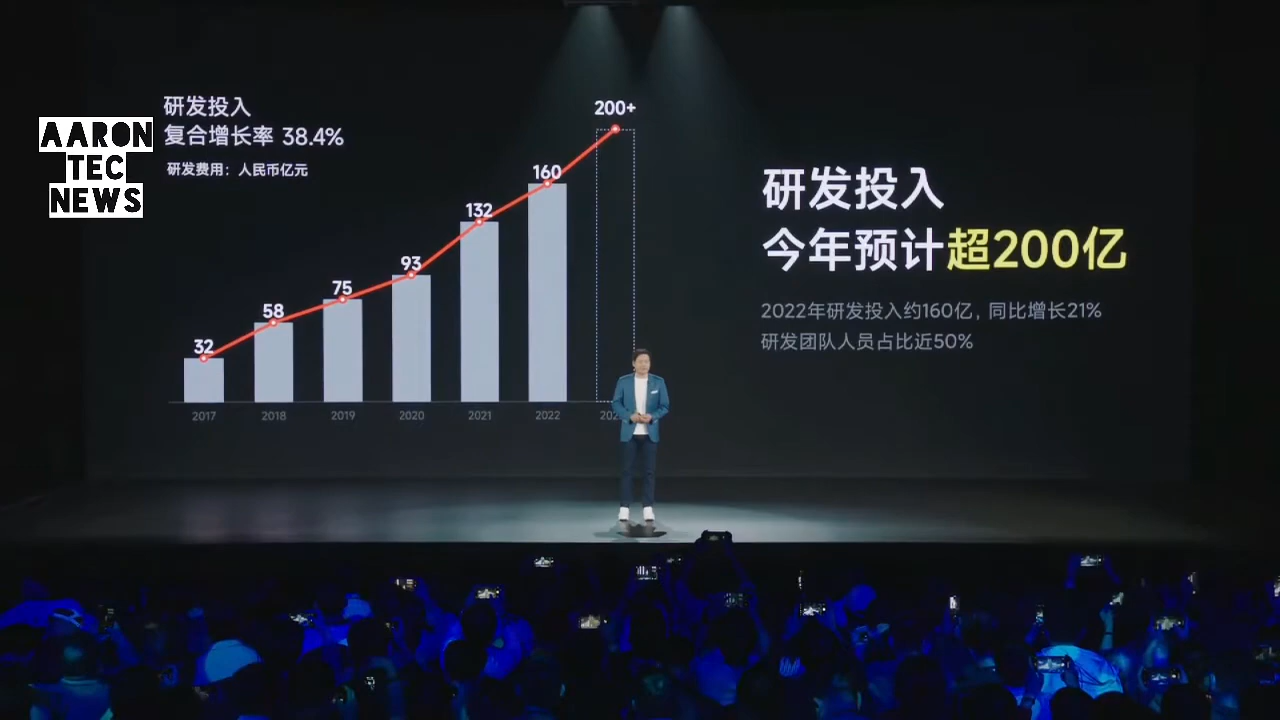 AARON
TEC
NEWS
研发投入
复合增长率 38.4%
研发费用：人民币亿元
200+
160
132
93
75
58
32
2017
2018
2019
2020
2021
2022
研发投入
今年预计超200亿
2022年研发投入约160亿，同比增长21%
研发团队人员占比近50%